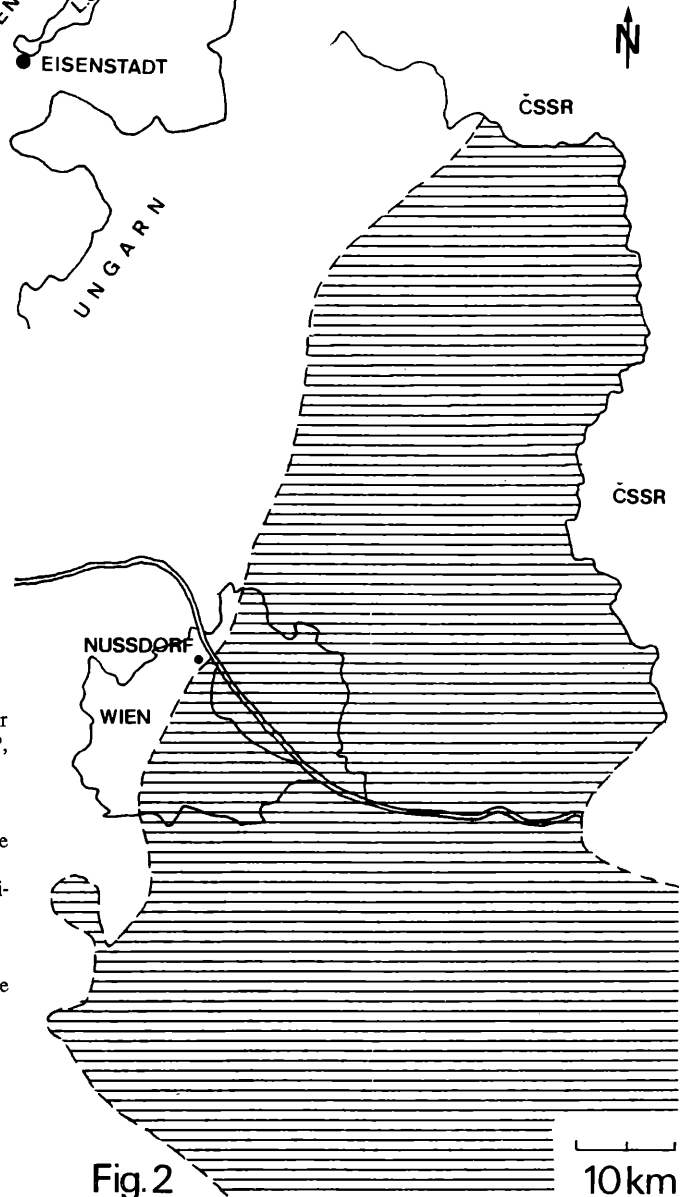 N
EISENSTADT
ČSSR
UNGARN
ČSSR
NUSSDORF
WIEN
r
e
i-
e
Fig. 2
10 km